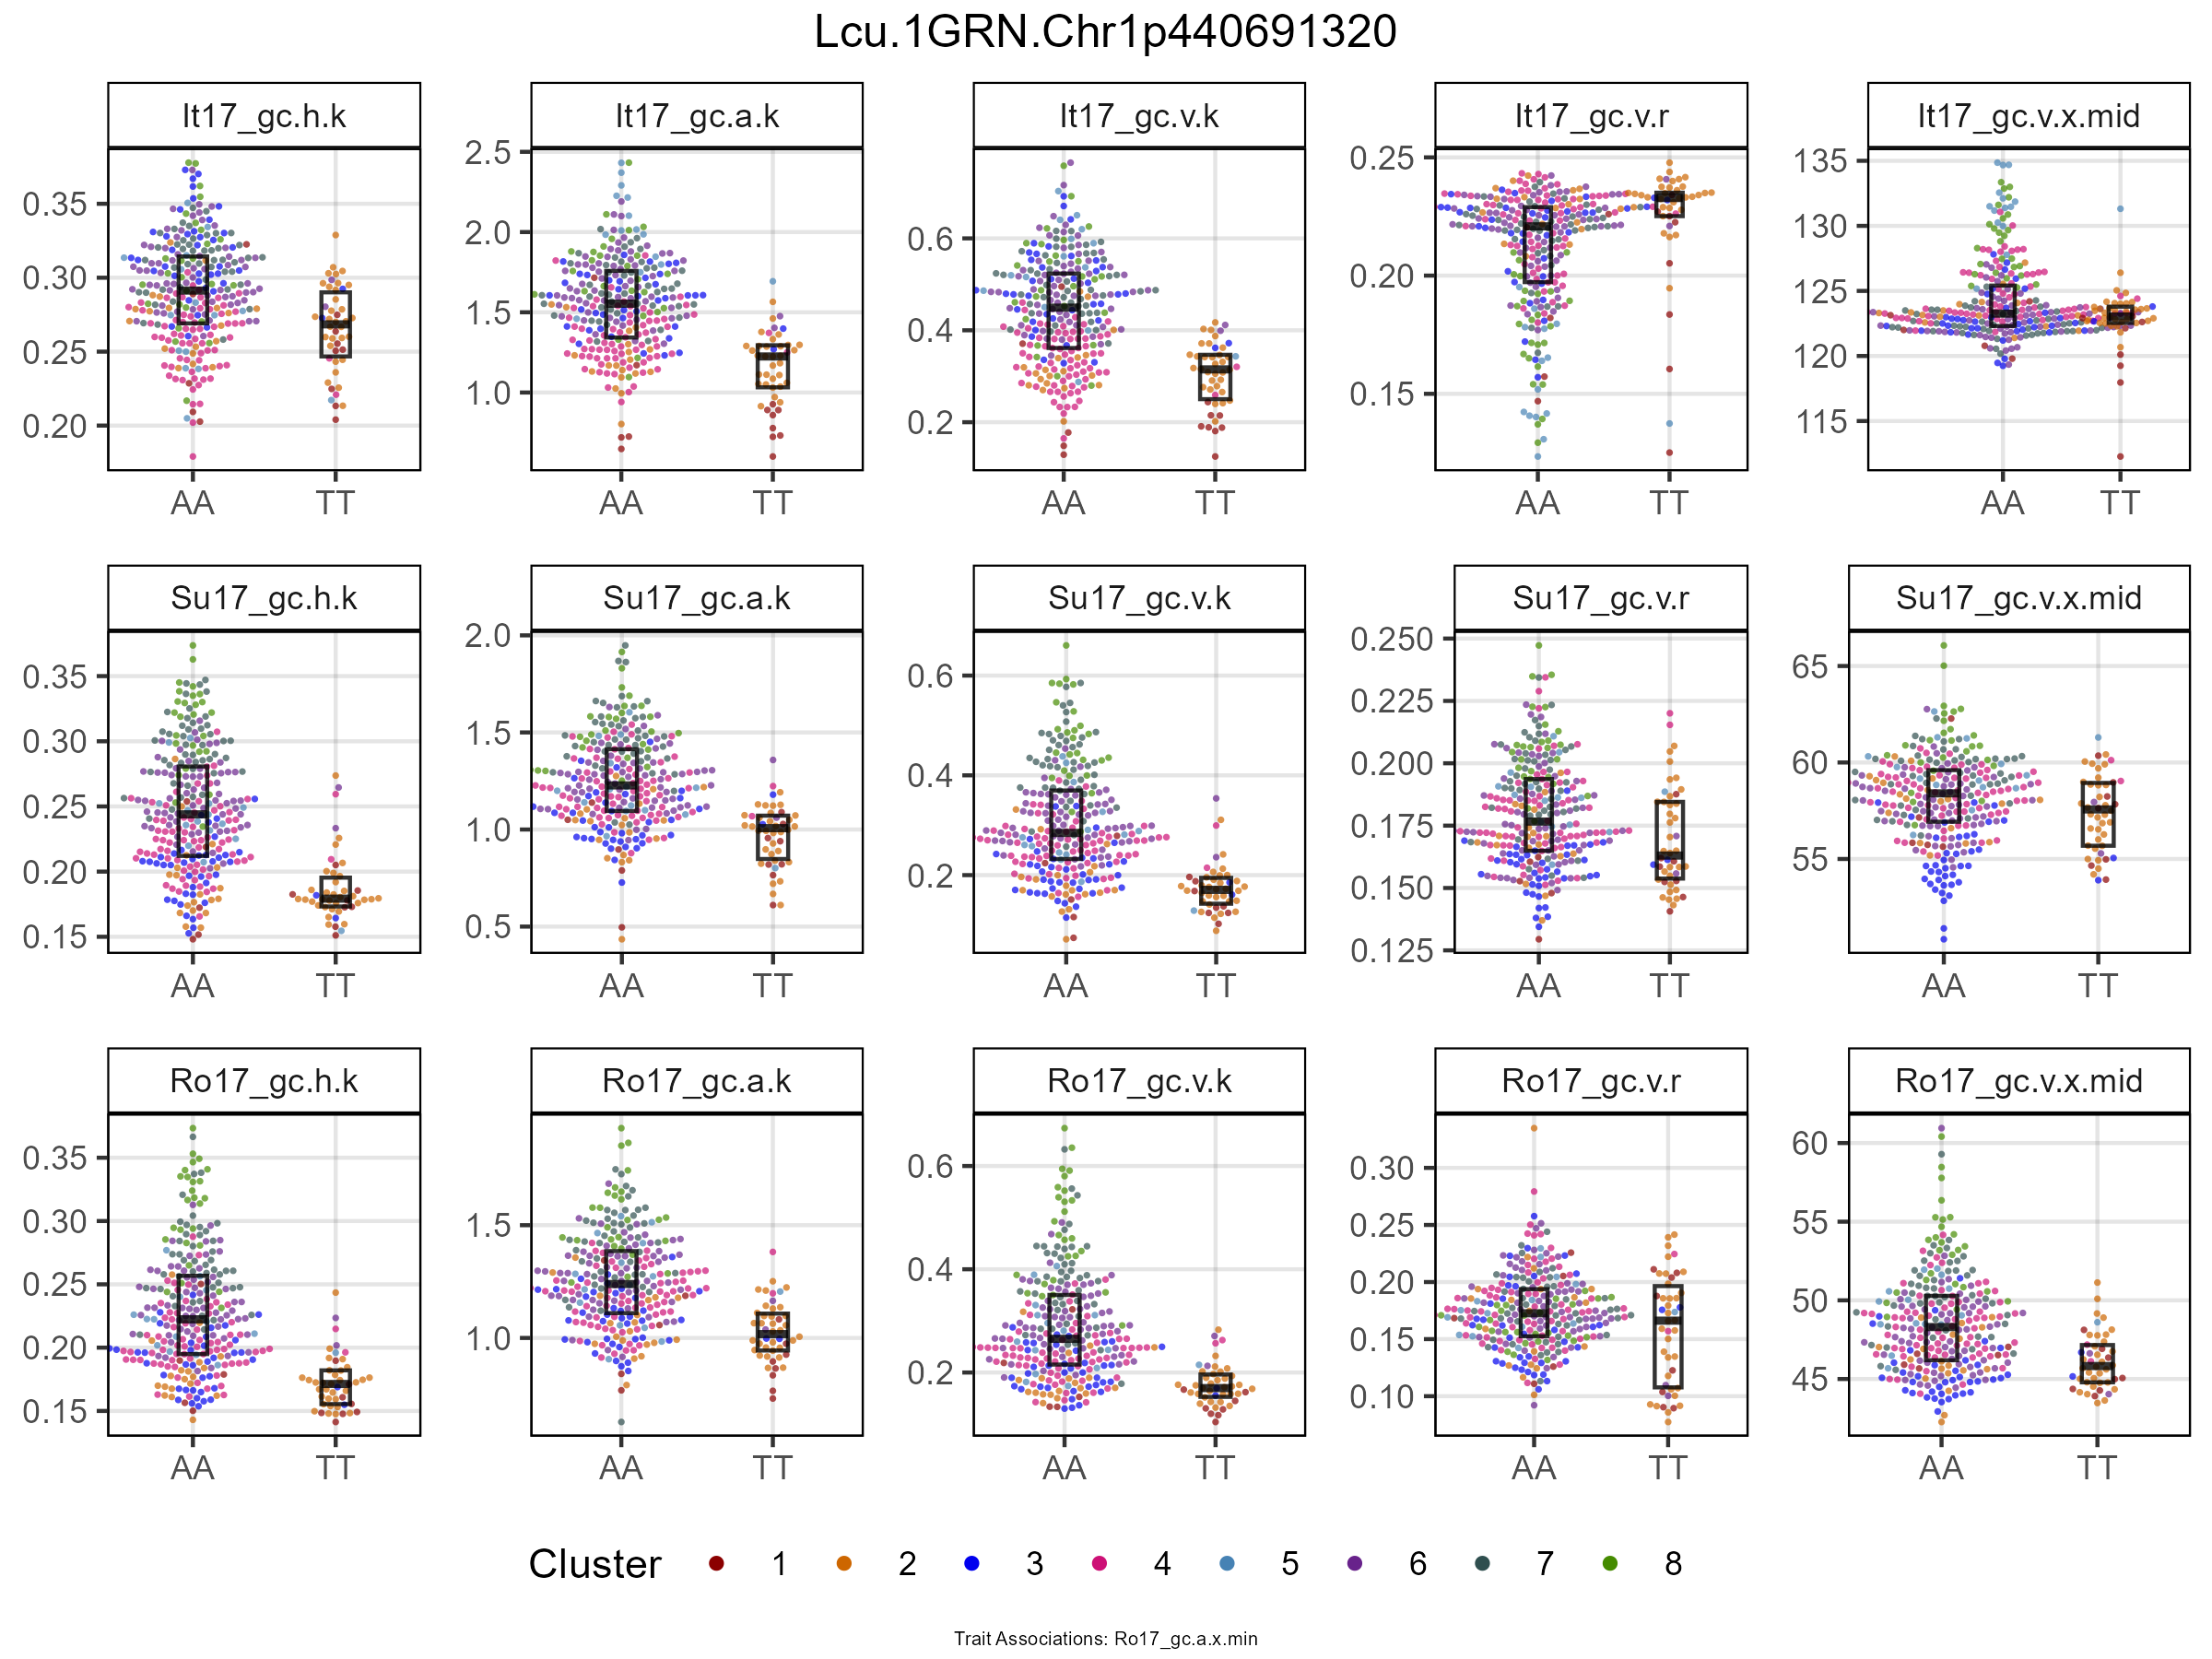 Lcu.1GRN.Chr1p440691320
It17_gc.h.k It17_gc.a.k It17_gc.v.k It17_gc.v.r It17_gc.v.x.mid
0.35 0.30 0.25 0.20
2.5 2.0 1.5 1.0
0.6 0.4 0.2
0.25 0.20 0.15
135 130 125 120 115
AA TT AA TT AA TT AA TT AA TT
Su17_gc.h.k Su17_gc.a.k Su17_gc.v.k Su17_gc.v.r Su17_gc.v.x.mid
0.35 0.30 0.25 0.20 0.15
2.0 1.5 1.0 0.5
0.6 0.4 0.2
0.250 0.225 0.200 0.175 0.150 0.125
65 60 55
AA TT AA TT AA TT AA TT AA TT
Ro17_gc.h.k Ro17_gc.a.k Ro17_gc.v.k Ro17_gc.v.r Ro17_gc.v.x.mid
0.35 0.30 0.25 0.20 0.15
1.5 1.0
0.6 0.4 0.2
0.30 0.25 0.20 0.15 0.10
60 55 50 45
AA TT AA TT AA TT AA TT AA TT
Cluster 1 2 3 4 5 6 7 8
Trait Associations: Ro17_gc.a.x.min